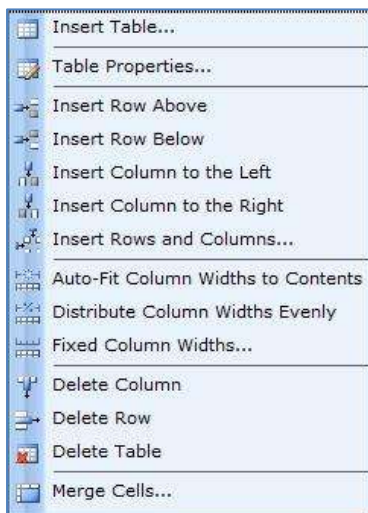 Insert Table...
Table Properties...
Insert Row Above
Insert Row Below
Insert Column to the Left
Insert Column to the Right
Insert Rows and Columns...
Auto-Fit Column Widths to Contents
Distribute Column Widths Evenly
Fixed Column Widths...
Delete Column
Delete Row
Delete Table
Merge Cells...